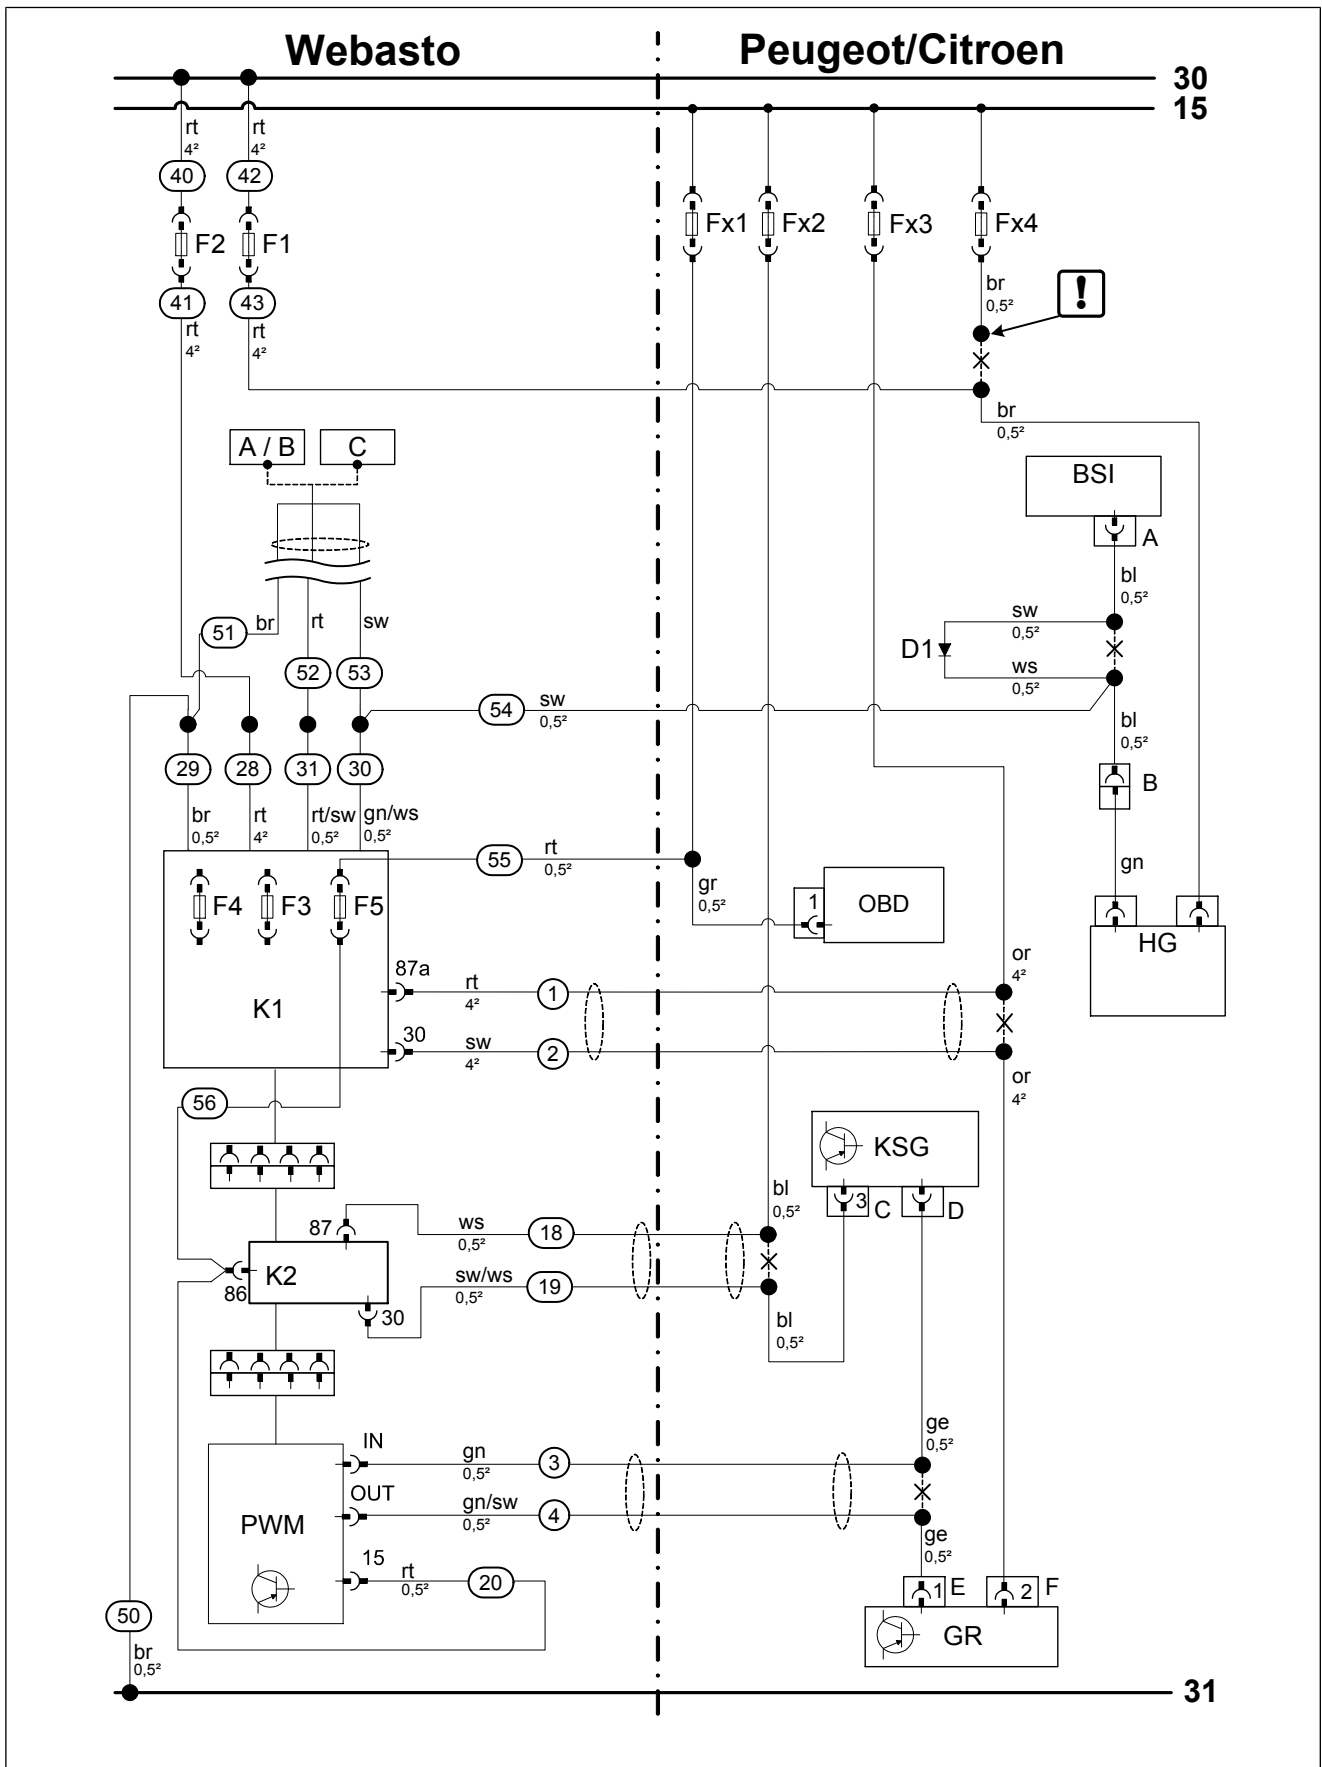 Webasto
Peugeot/Citroen
30
15
rt
4²
rt
4²
40
42
F2
F1
Fx1
Fx2
Fx3
Fx4
41
43
rt
4²
rt
4²
br
0,5²
!
br
0,5²
A / B
C
BSI
A
bl
0,5²
51
br
rt
sw
sw
0,5²
D1
ws
0,5²
52
53
54
sw
0,5²
bl
0,5²
29
28
31
30
B
br
0,5²
rt
4²
rt/sw
0,5²
gn/ws
0,5²
55
rt
0,5²
gn
gr
0,5²
1
OBD
F4
F3
F5
HG
87a
rt
4²
1
or
4²
K1
30
sw
4²
2
or
4²
56
KSG
3
C
D
bl
0,5²
87
ws
0,5²
18
K2
86
sw/ws
0,5²
19
30
bl
0,5²
IN
gn
0,5²
3
ge
0,5²
OUT
gn/sw
0,5²
4
PWM
ge
0,5²
15
rt
0,5²
20
1
E
2
F
GR
50
br
0,5²
31